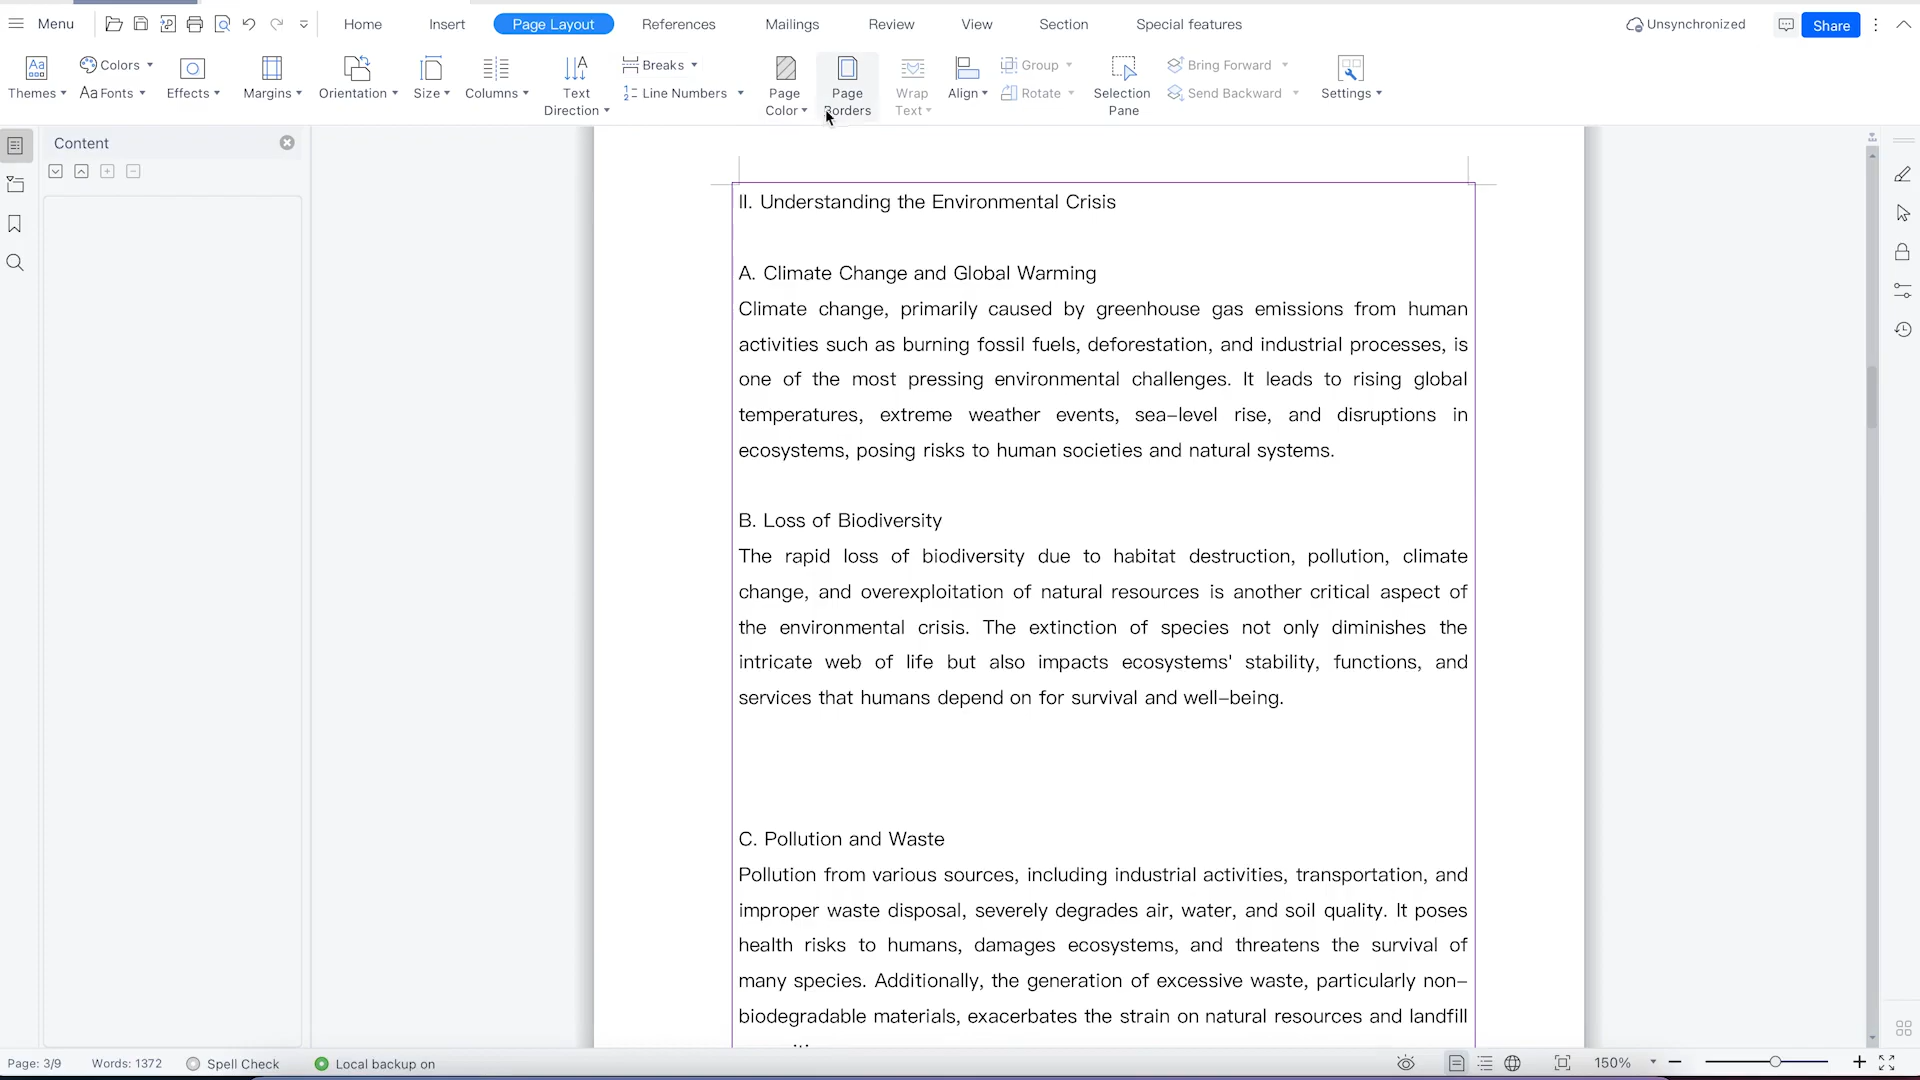 Menu
Home
Insert
Page Layout
References
Mailings
Review
View
Section
Special features
Unsynchronized
Share
Themes
Colors
Aa Fonts
Effects
Margins
Orientation
Size
Columns
Text Direction
Breaks
Line Numbers
Page Color
Page Borders
Wrap Text
Align
Group
Rotate
Selection Pane
Bring Forward
Send Backward
Settings
Content
II. Understanding the Environmental Crisis
A. Climate Change and Global Warming
Climate change, primarily caused by greenhouse gas emissions from human
activities such as burning fossil fuels, deforestation, and industrial processes, is
one of the most pressing environmental challenges. It leads to rising global
temperatures, extreme weather events, sea-level rise, and disruptions in
ecosystems, posing risks to human societies and natural systems.
B. Loss of Biodiversity
The rapid loss of biodiversity due to habitat destruction, pollution, climate
change, and overexploitation of natural resources is another critical aspect of
the environmental crisis. The extinction of species not only diminishes the
intricate web of life but also impacts ecosystems' stability, functions, and
services that humans depend on for survival and well-being.
C. Pollution and Waste
Pollution from various sources, including industrial activities, transportation, and
improper waste disposal, severely degrades air, water, and soil quality. It poses
health risks to humans, damages ecosystems, and threatens the survival of
many species. Additionally, the generation of excessive waste, particularly non-
biodegradable materials, exacerbates the strain on natural resources and landfill
Page: 3/9
Words: 1372
Spell Check
Local backup on
150%